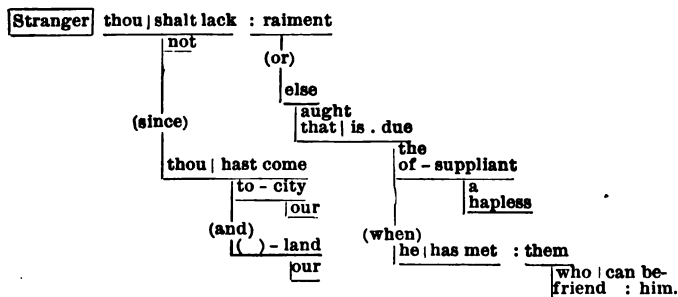 Stranger thou | shalt lack : raiment
not
(or)
else
aught
(since)
that | is . due
the
thou | hast come
of - suppliant
to - city
a
our
hapless
(and)
(when)
( ) - land
he | has met : them
our
who | can be-
friend : him.